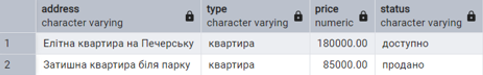 address type price status
character varying character varying numeric character varying
1 Елітна квартира на Печерську квартира 180000.00 доступно
2 Затишна квартира біля парку квартира 85000.00 продано